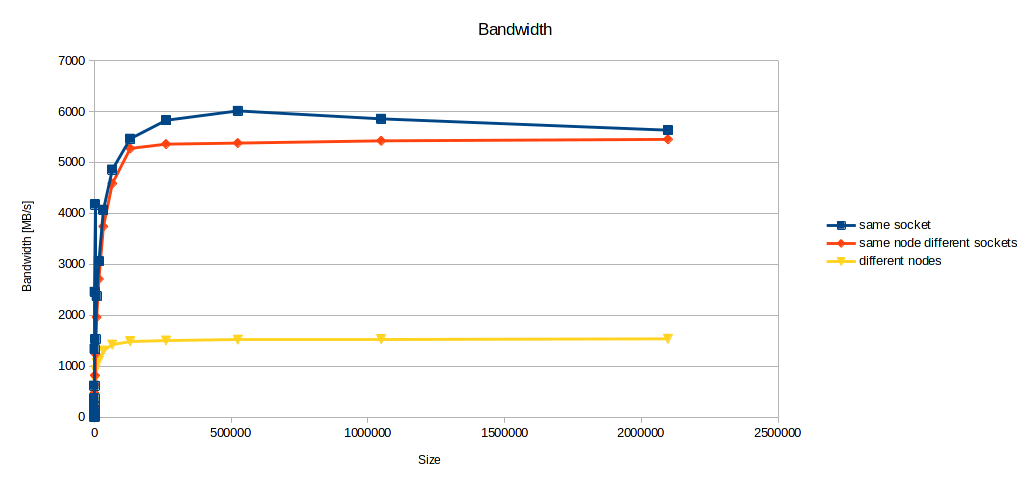 Bandwidth
7000
6000
5000
4000
3000
2000
1000
0
Bandwidth [MB/s]
0 500000 1000000 1500000 2000000 2500000
Size
same socket
same node different sockets
different nodes